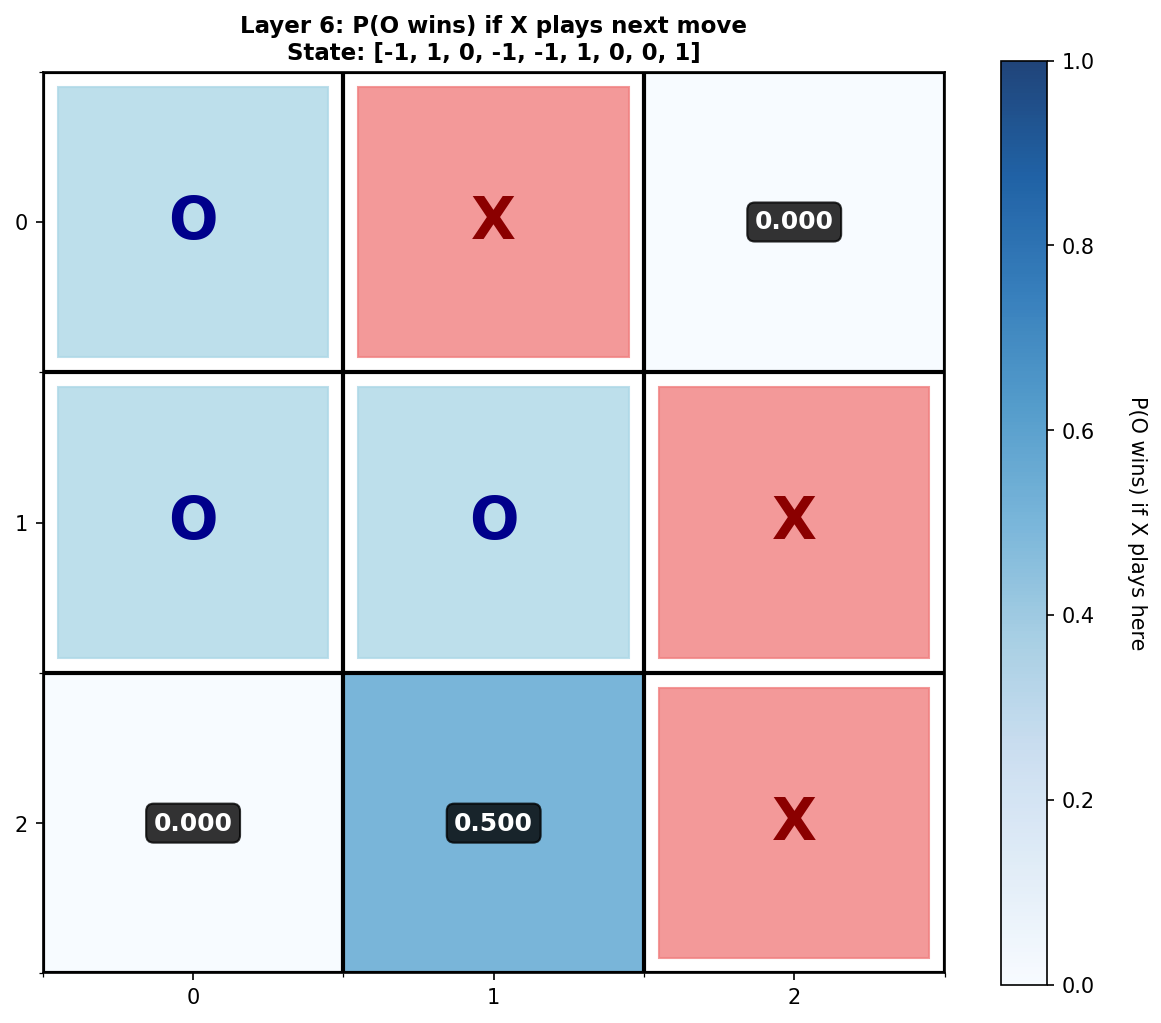 Layer 6: P(O wins) if X plays next move
State: [-1, 1, 0, -1, -1, 1, 0, 0, 1]
0
O
X
0.000
1
O
O
X
2
0.000
0.500
X
0
1
2
1.0
0.8
0.6
0.4
0.2
0.0
P(O wins) if X plays here